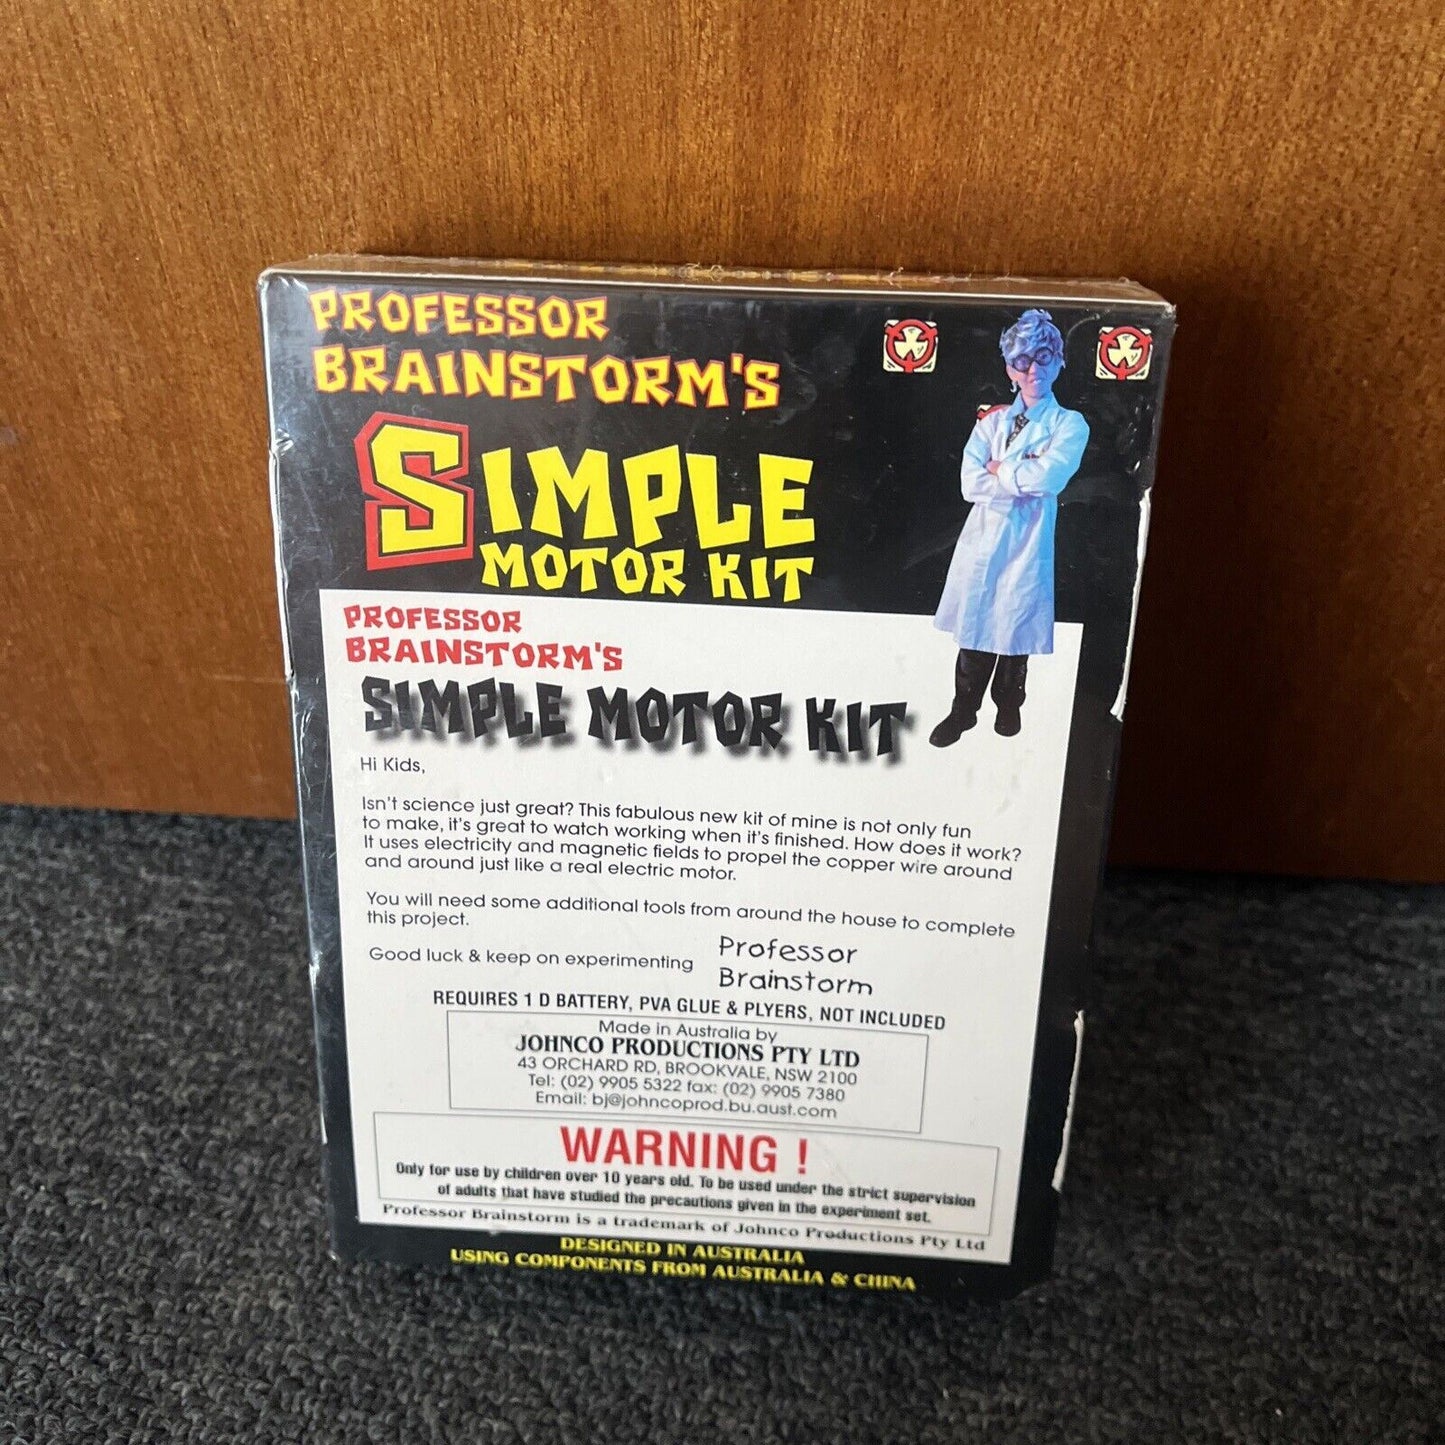 PROFESSOR
BRAINSTORM'S
SIMPLE
MOTOR KIT
PROFESSOR
BRAINSTORM'S
SIMPLE MOTOR KIT
Hi Kids,
Isn't science just great? This fabulous new kit of mine is not only fun
to make, it's great to watch working when it's finished. How does it work?
It uses electricity and magnetic fields to propel the copper wire around
and around just like a real electric motor.
You will need some additional tools from around the house to complete
this project.
Good luck & keep on experimenting
Professor
Brainstorm
REQUIRES 1 D BATTERY, PVA GLUE & PLYERS, NOT INCLUDED
Made in Australia by
JOHNCO PRODUCTIONS PTY LTD
43 ORCHARD RD, BROOKVALE, NSW 2100
Tel: (02) 9905 5322 fax: (02) 9905 7380
Email: bj@johncoprod.bu.aust.com
WARNING !
Only for use by children over 10 years old. To be used under the strict supervision
of adults that have studied the precautions given in the experiment set.
Professor Brainstorm is a trademark of Johnco Productions Pty Ltd
DESIGNED IN AUSTRALIA
USING COMPONENTS FROM AUSTRALIA & CHINA